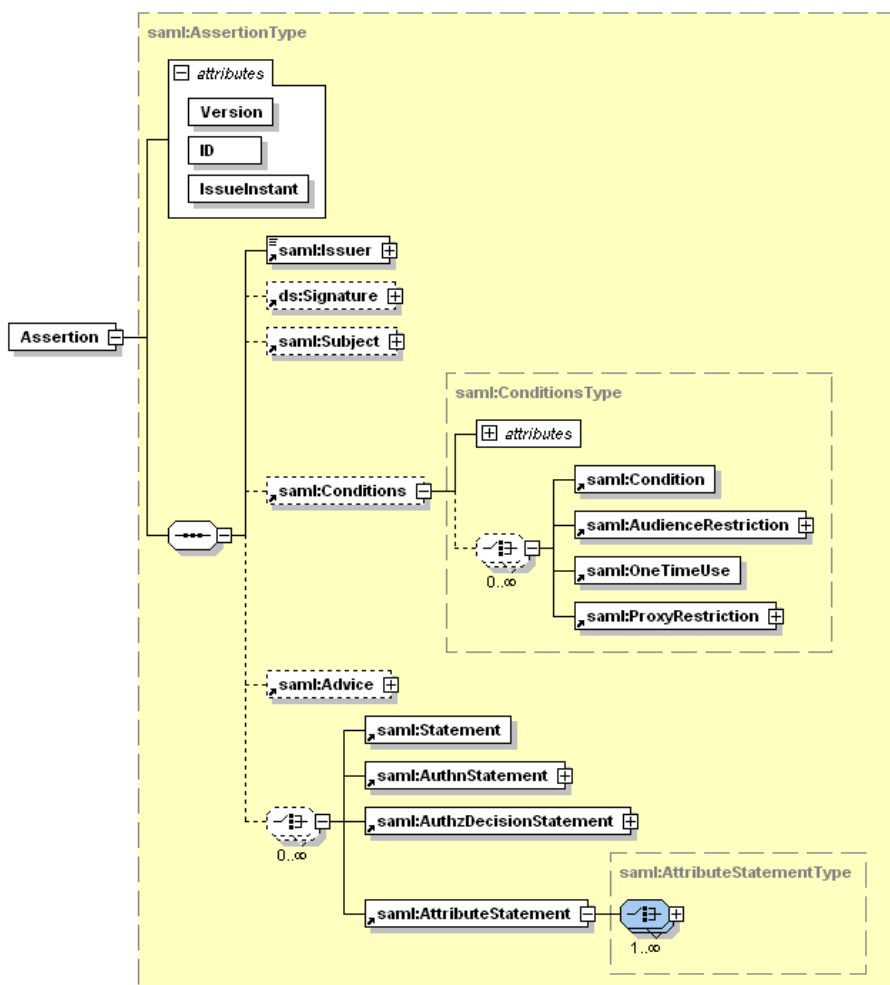 saml:AssertionType
attributes
Version
ID
IssueInstant
saml:Issuer
ds:Signature
saml:Subject
Assertion
saml:ConditionsType
attributes
saml:Conditions
saml:Condition
saml:AudienceRestriction
saml:OneTimeUse
0..∞
saml:ProxyRestriction
saml:Advice
saml:Statement
saml:AuthnStatement
saml:AuthzDecisionStatement
0..∞
saml:AttributeStatementType
saml:AttributeStatement
1..∞